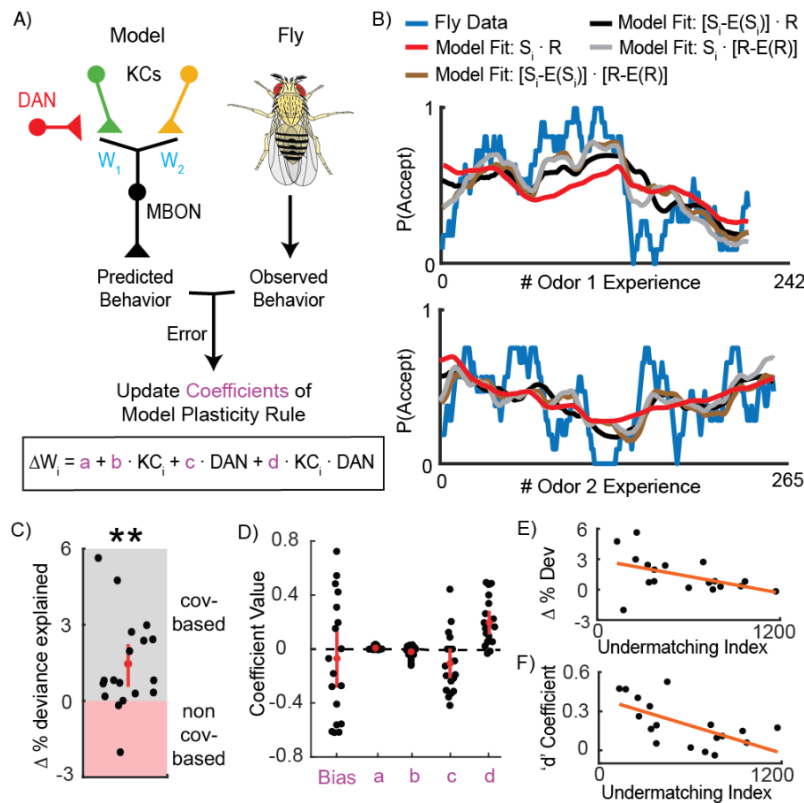 A)
Model
Fly
KCs
DAN
W1
W2
MBON
Predicted
Behavior
Observed
Behavior
Error
Update Coefficients of
Model Plasticity Rule
ΔWi = a + b · KCi + c · DAN + d · KCi · DAN
B)
Fly Data
Model Fit: [Si-E(Si)] · R
Model Fit: Si · R
Model Fit: Si · [R-E(R)]
Model Fit: [Si-E(Si)] · [R-E(R)]
P(Accept)
1
0
0
# Odor 1 Experience
242
P(Accept)
1
0
0
# Odor 2 Experience
265
C)
**
Δ % deviance explained
6
3
0
-3
cov-
based
non
cov-
based
D)
Coefficient Value
0.8
0.4
0
-0.4
-0.8
Bias
a
b
c
d
E)
Δ % Dev
6
4
2
0
-3
0
1200
Undermatching Index
F)
'd' Coefficient
0.6
0.3
0
0
1200
Undermatching Index